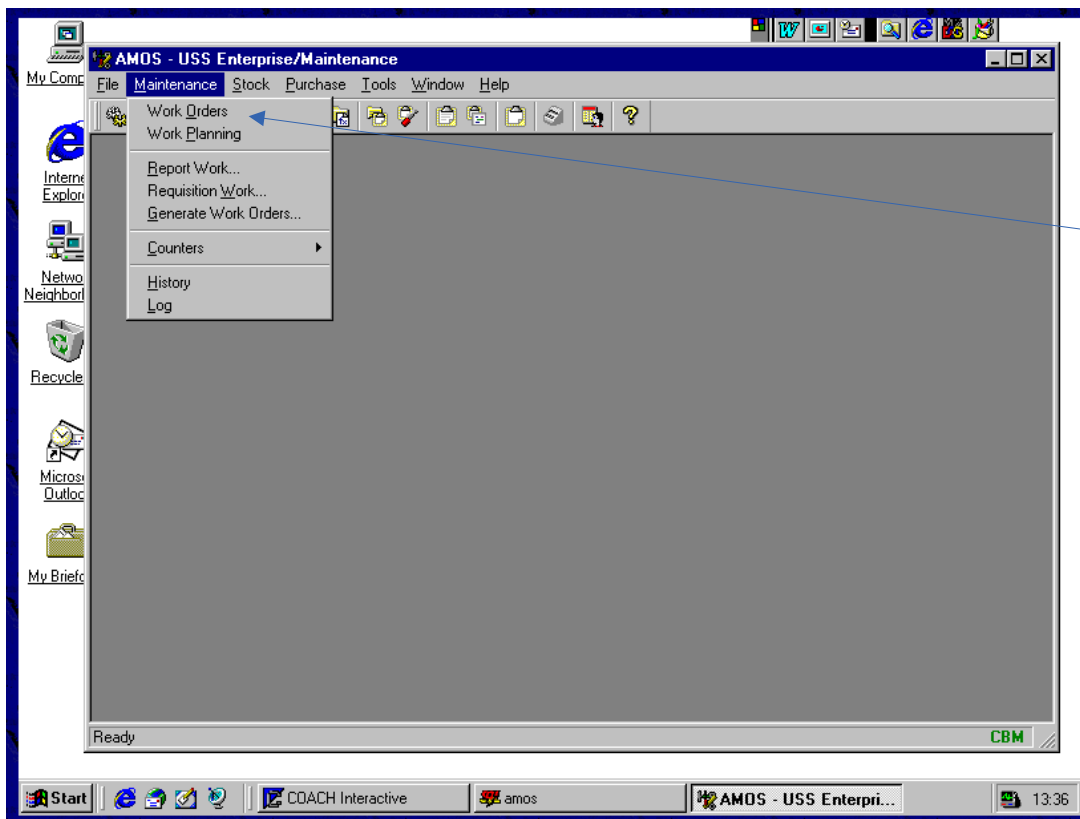 AMOS - USS Enterprise/Maintenance
File Maintenance Stock Purchase Tools Window Help
Work Orders
Work Planning
Report Work...
Requisition Work...
Generate Work Orders...
Counters
History
Log
My Comp
Interne
Explor
Netwo
Neighborh
Recycle
Micros
Outloo
My Briefc
Ready CBM
Start COACH Interactive amos AMOS - USS Enterpri... 13:36